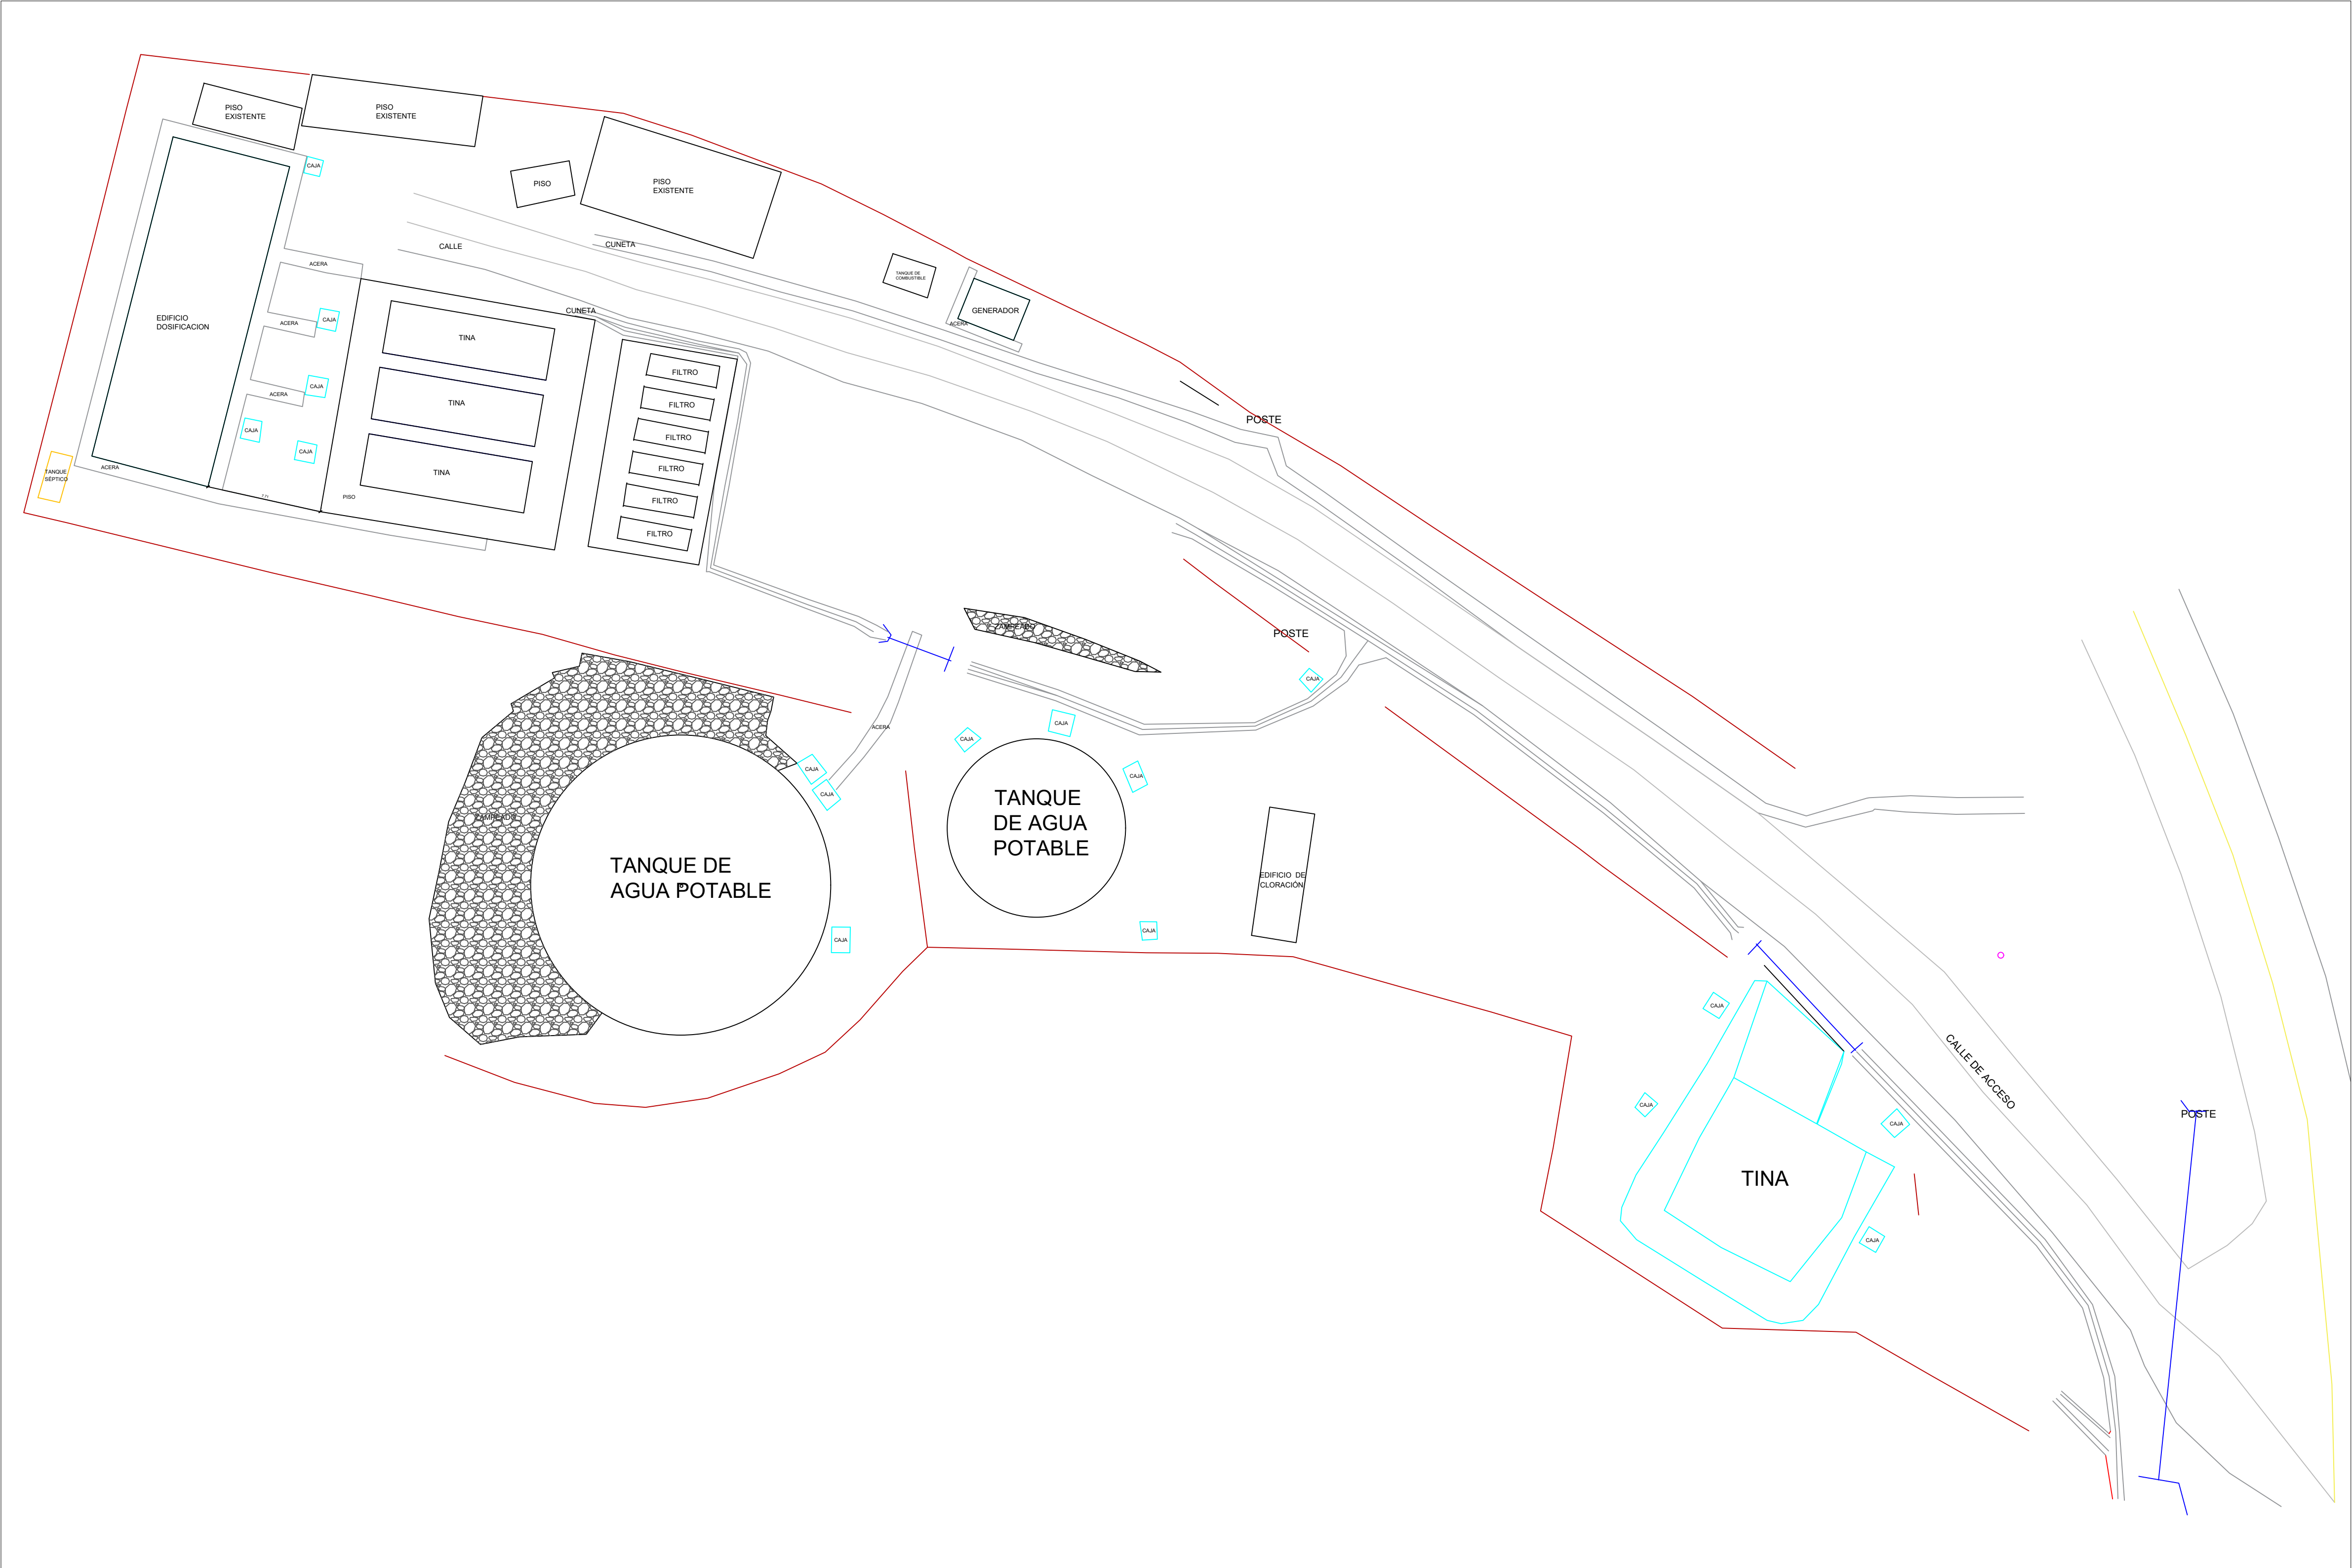 PISO
EXISTENTE
PISO
EXISTENTE
CAJA
PISO
PISO
EXISTENTE
CALLE
CUNETA
ACERA
TANQUE DE
COMBUSTIBLE
GENERADOR
ACERA
CUNETA
EDIFICIO
DOSIFICACION
CAJA
ACERA
TINA
FILTRO
CAJA
ACERA
TINA
FILTRO
POSTE
CAJA
FILTRO
CAJA
ACERA
TANQUE
SÉPTICO
TINA
FILTRO
PISO
FILTRO
FILTRO
ZAMPEADO
POSTE
CAJA
ACERA
CAJA
CAJA
CAJA
CAJA
CAJA
ZAMPEADO
TANQUE
DE AGUA
POTABLE
TANQUE DE
AGUA POTABLE
EDIFICIO DE
CLORACIÓN
CAJA
CAJA
CAJA
CALLE DE ACCESO
CAJA
CAJA
POSTE
TINA
CAJA